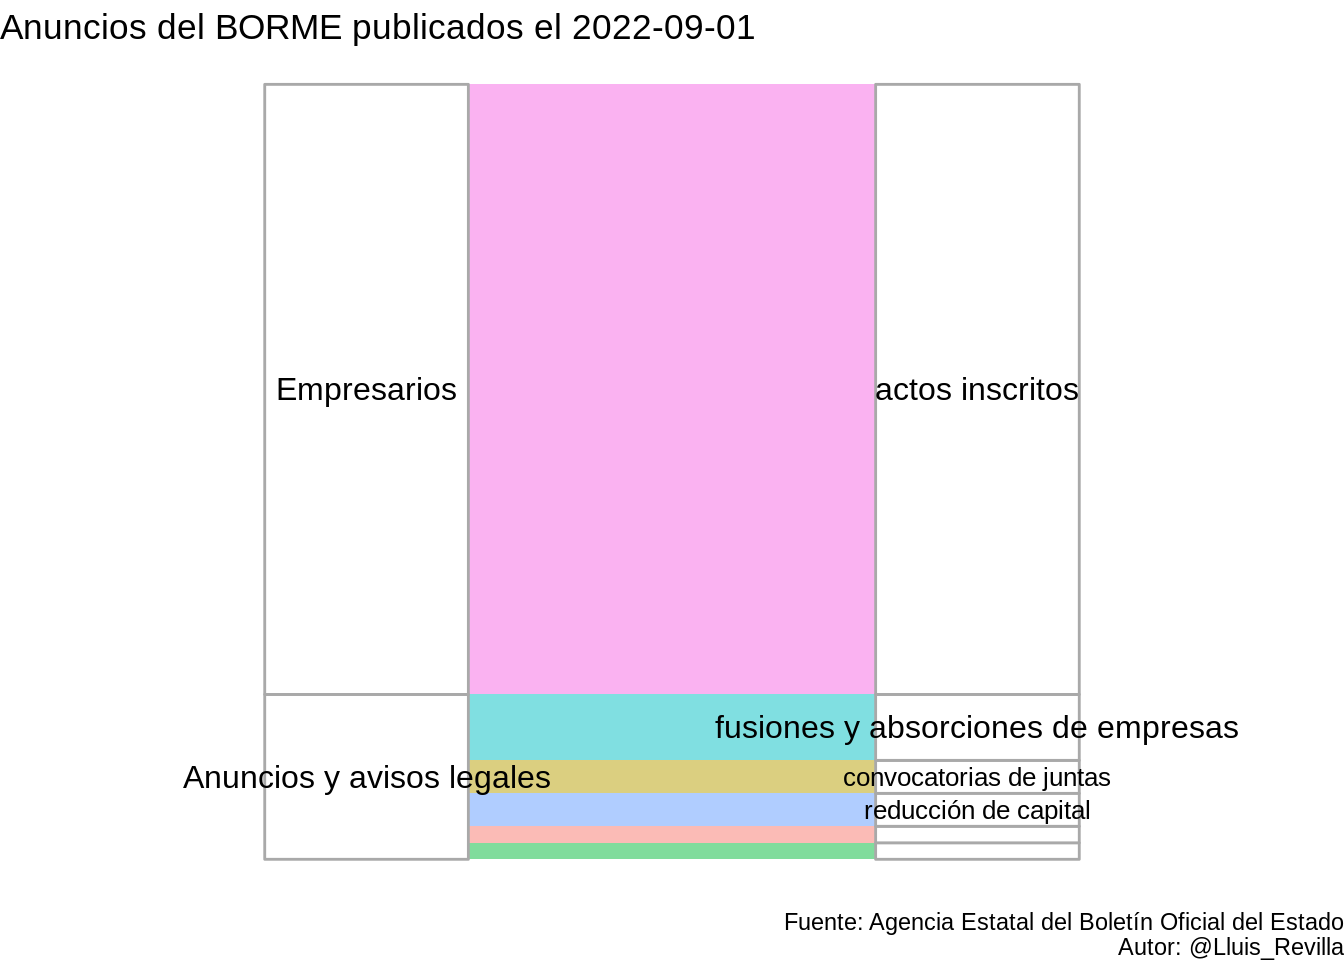 Anuncios del BORME publicados el 2022-09-01
Empresarios
actos inscritos
fusiones y absorciones de empresas
Anuncios y avisos legales
convocatorias de juntas
reducción de capital
Fuente: Agencia Estatal del Boletín Oficial del Estado
Autor: @Lluis_Revilla